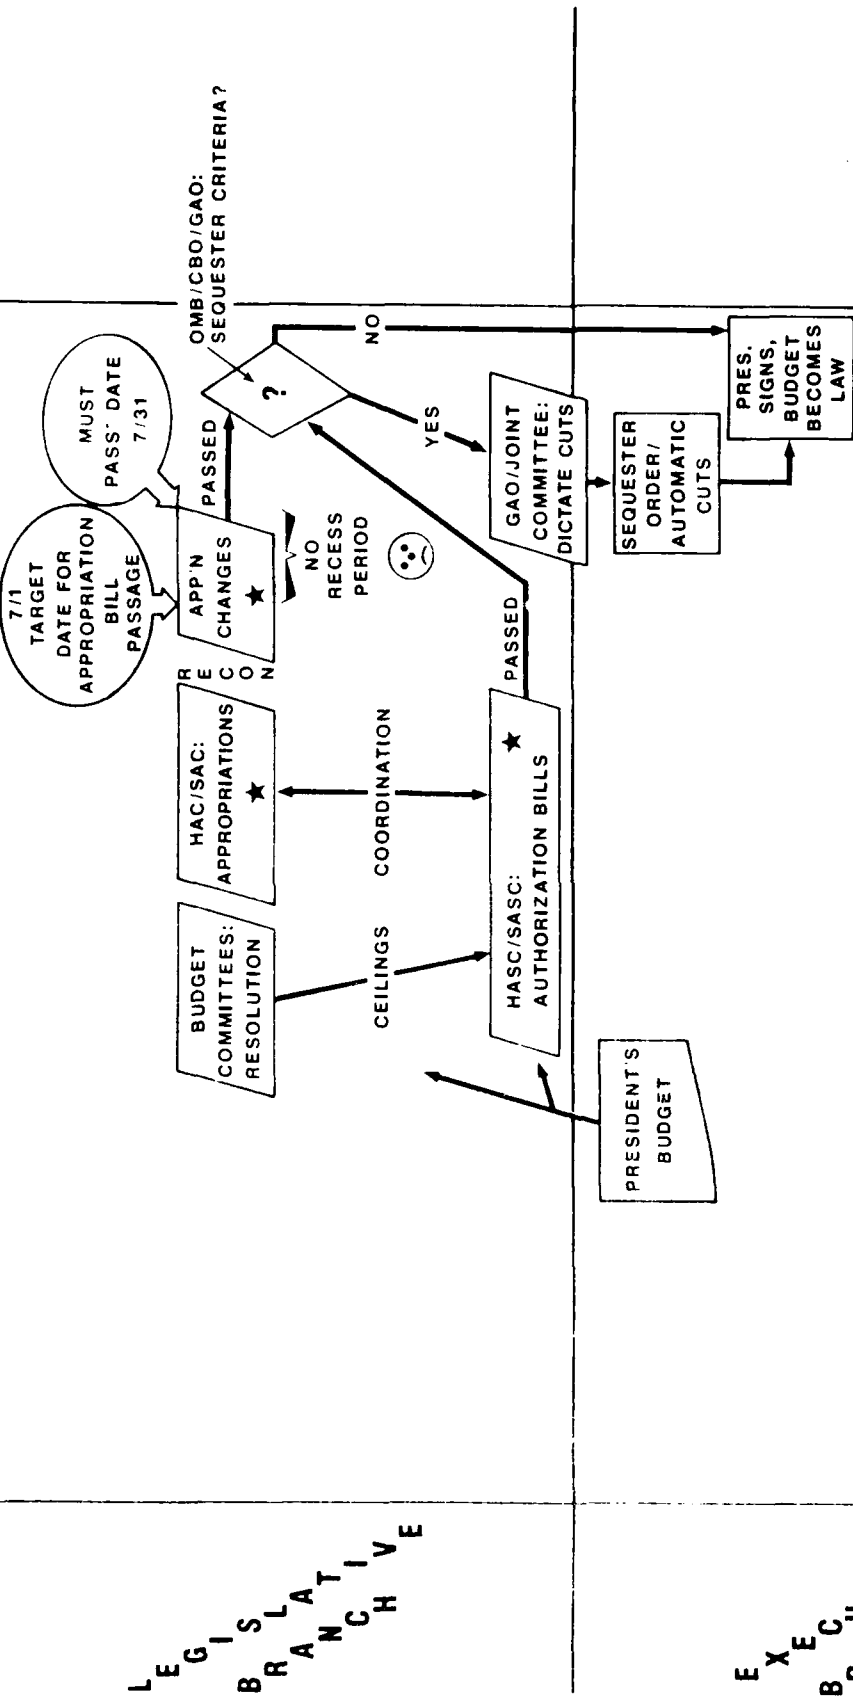 LEGISLATIVE
BRANCH
7/1
TARGET
DATE FOR
APPROPRIATION
BILL
PASSAGE
MUST
PASS DATE
7/31
BUDGET
COMMITTEES:
RESOLUTION
HAC/SAC:
APPROPRIATIONS
RECON
APP'N
CHANGES
PASSED
?
OMB/CBO/GAO:
SEQUESTER CRITERIA?
NO
RECESS
PERIOD
CEILINGS
COORDINATION
YES
NO
HASC/SASC:
AUTHORIZATION BILLS
PASSED
GAO/JOINT
COMMITTEE:
DICTATE CUTS
EXEC
PRESIDENT'S
BUDGET
SEQUESTER
ORDER/
AUTOMATIC
CUTS
PRES.
SIGNS,
BUDGET
BECOMES
LAW